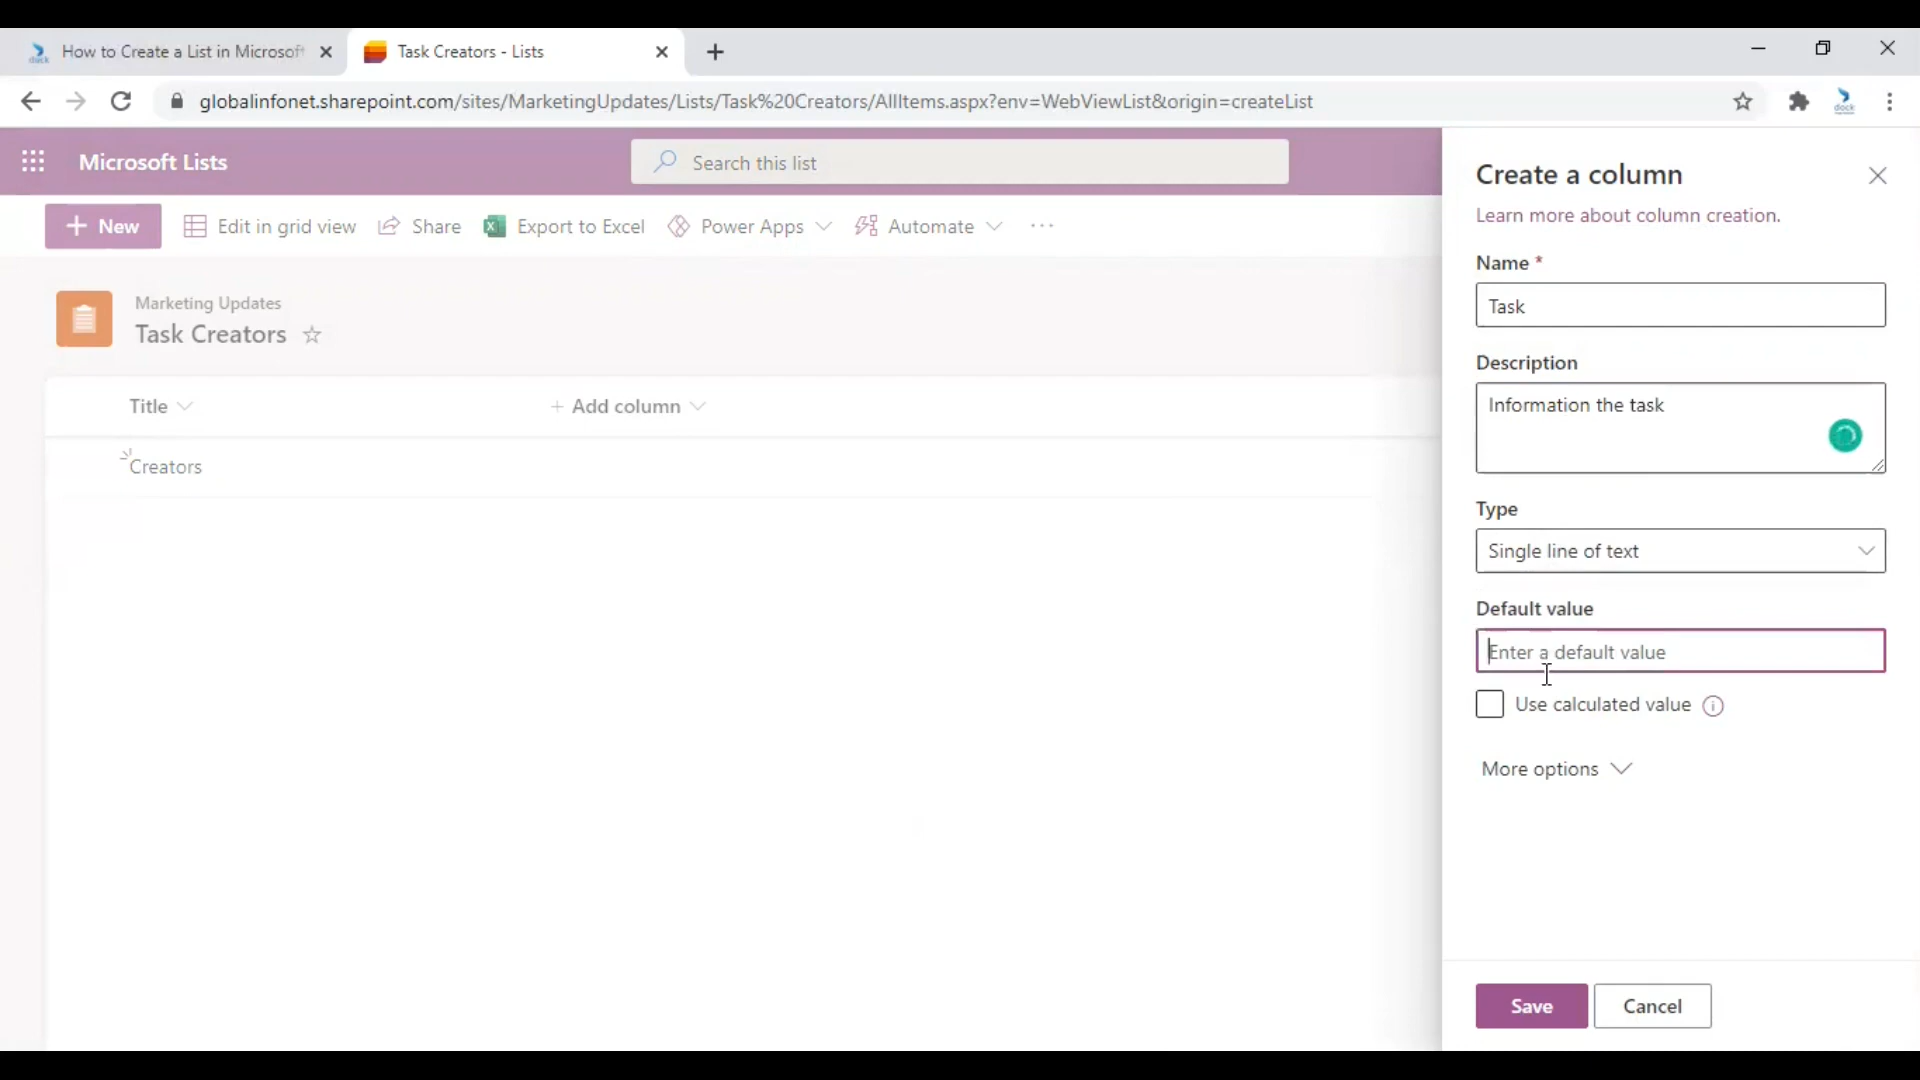 How to Create a List in Microsoft
Task Creators - Lists
globalinfonet.sharepoint.com/sites/MarketingUpdates/Lists/Task%20Creators/AllItems.aspx?env=WebViewList&origin=createList
dock
Microsoft Lists
Search this list
New
Edit in grid view
Share
Export to Excel
Power Apps
Automate
Marketing Updates
Task Creators
Title
Add column
Creators
Create a column
Learn more about column creation.
Name *
Task
Description
Information the task
Type
Single line of text
Default value
Enter a default value
Use calculated value
More options
Save
Cancel